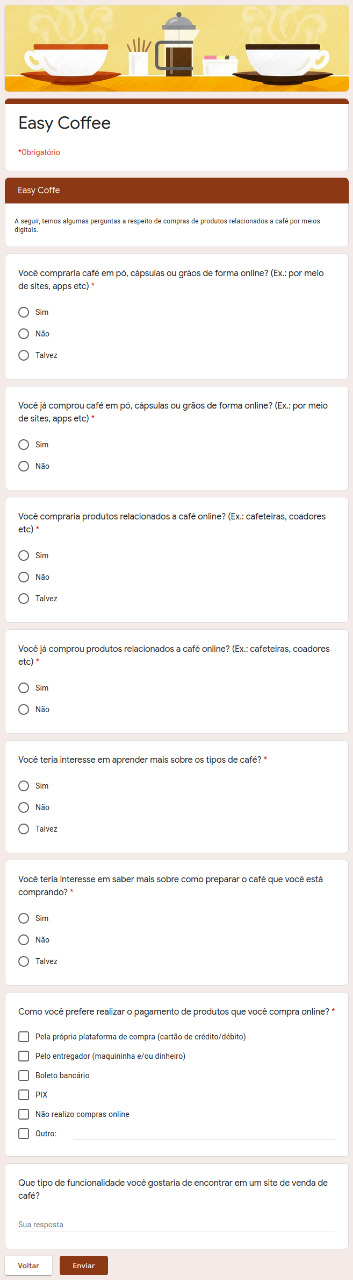 Easy Coffee
*Obrigatório
Easy Coffe
A seguir, temos algumas perguntas a respeito de compras de produtos relacionados a café por meios
digitais.
Você compraria café em pó, cápsulas ou grãos de forma online? (Ex.: por meio
de sites, apps etc) *
Sim
Não
Talvez
Você já comprou café em pó, cápsulas ou grãos de forma online? (Ex.: por meio
de sites, apps etc) *
Sim
Não
Você compraria produtos relacionados a café online? (Ex.: cafeteiras, coadores
etc) *
Sim
Não
Talvez
Você já comprou produtos relacionados a café online? (Ex.: cafeteiras, coadores
etc) *
Sim
Não
Você teria interesse em aprender mais sobre os tipos de café? *
Sim
Não
Talvez
Você teria interesse em saber mais sobre como preparar o café que você está
comprando? *
Sim
Não
Talvez
Como você prefere realizar o pagamento de produtos que você compra online? *
Pela própria plataforma de compra (cartão de crédito/débito)
Pelo entregador (maquininha e/ou dinheiro)
Boleto bancário
PIX
Não realizo compras online
Outro:
Que tipo de funcionalidade você gostaria de encontrar em um site de venda de
café?
Sua resposta
Voltar Enviar